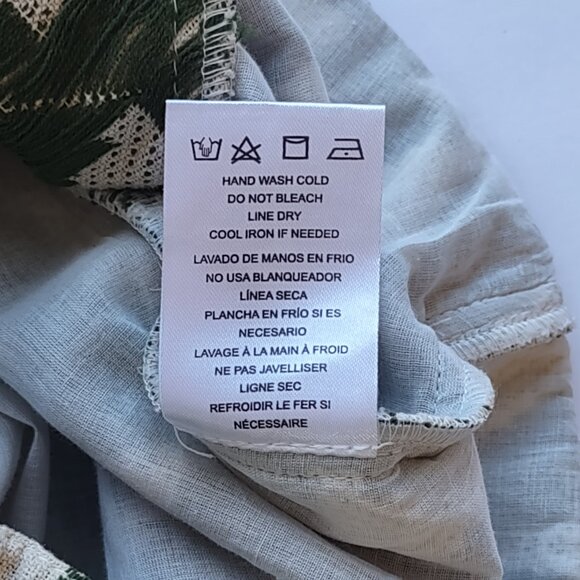 HAND WASH COLD
DO NOT BLEACH
LINE DRY
COOL IRON IF NEEDED
LAVADO DE MANOS EN FRIO
NO USA BLANQUEADOR
LÍNEA SECA
PLANCHA EN FRÍO SI ES
NECESARIO
LAVAGE À LA MAIN À FROID
NE PAS JAVELLISER
LIGNE SEC
REFROIDIR LE FER SI
NÉCESSAIRE